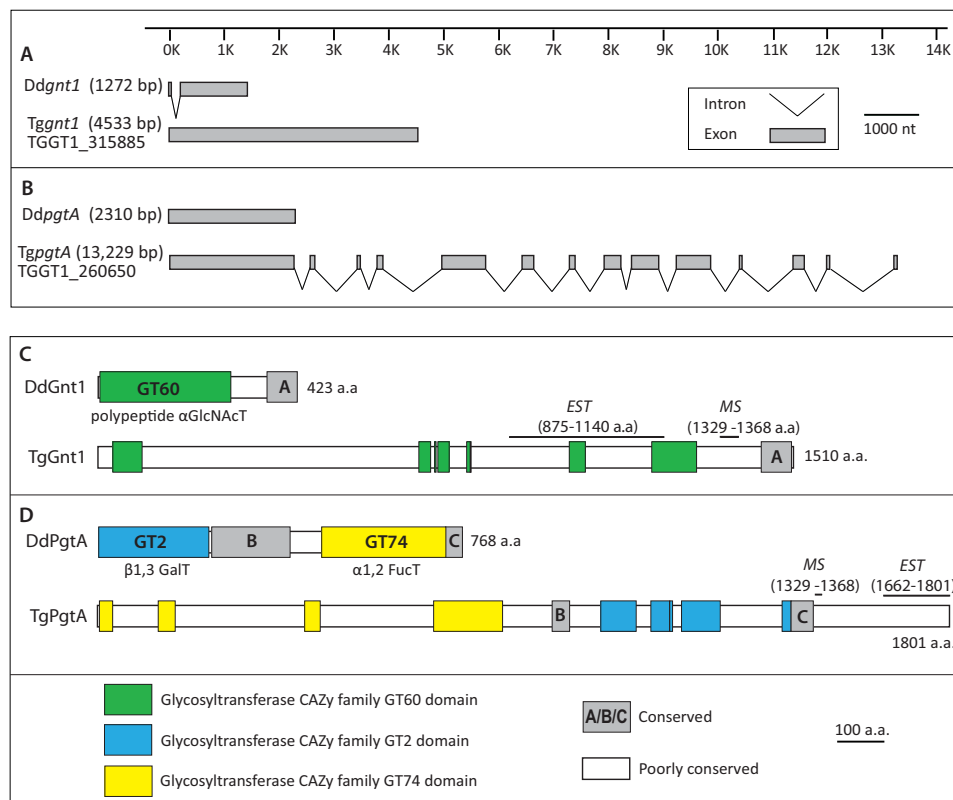 0K 1K 2K 3K 4K 5K 6K 7K 8K 9K 10K 11K 12K 13K 14K
A
Ddgnt1 (1272 bp)
Tggnt1 (4533 bp)
TGGT1_315885
Intron
Exon
1000 nt
B
DdpgtA (2310 bp)
TgpgtA (13,229 bp)
TGGT1_260650
C
DdGnt1
GT60
A
423 a.a
polypeptide αGlcNAcT
EST
(875-1140 a.a)
MS
(1329 -1368 a.a)
TgGnt1
A
1510 a.a.
D
DdPgtA
GT2
B
GT74
C
768 a.a
β1,3 GalT
α1,2 FucT
MS
(1329 -1368)
EST
(1662-1801)
TgPgtA
B
C
1801 a.a.
Glycosyltransferase CAZy family GT60 domain
Glycosyltransferase CAZy family GT2 domain
Glycosyltransferase CAZy family GT74 domain
A/B/C Conserved
Poorly conserved
100 a.a.